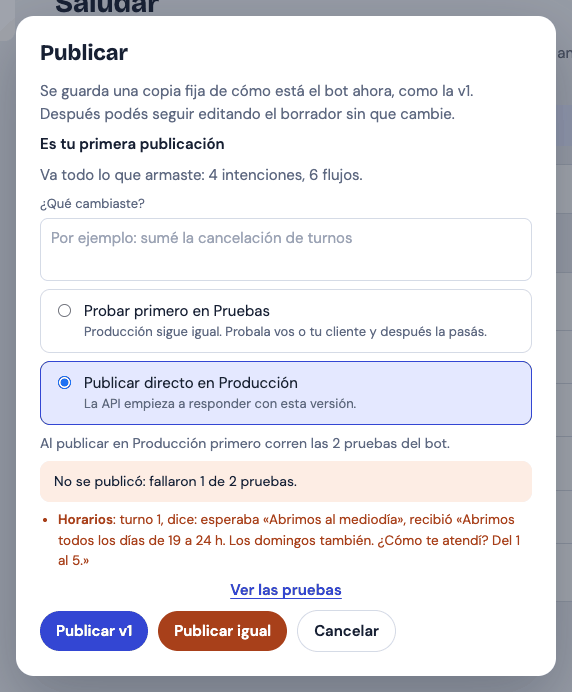 Saludar
an
Publicar
Se guarda una copia fija de cómo está el bot ahora, como la v1.
Después podés seguir editando el borrador sin que cambie.
Es tu primera publicación
Va todo lo que armaste: 4 intenciones, 6 flujos.
¿Qué cambiaste?
Por ejemplo: sumé la cancelación de turnos
Probar primero en Pruebas
Producción sigue igual. Probala vos o tu cliente y después la pasás.
Publicar directo en Producción
La API empieza a responder con esta versión.
Al publicar en Producción primero corren las 2 pruebas del bot.
No se publicó: fallaron 1 de 2 pruebas.
• Horarios: turno 1, dice: esperaba «Abrimos al mediodía», recibió «Abrimos
todos los días de 19 a 24 h. Los domingos también. ¿Cómo te atendí? Del 1
al 5.»
Ver las pruebas
Publicar v1
Publicar igual
Cancelar